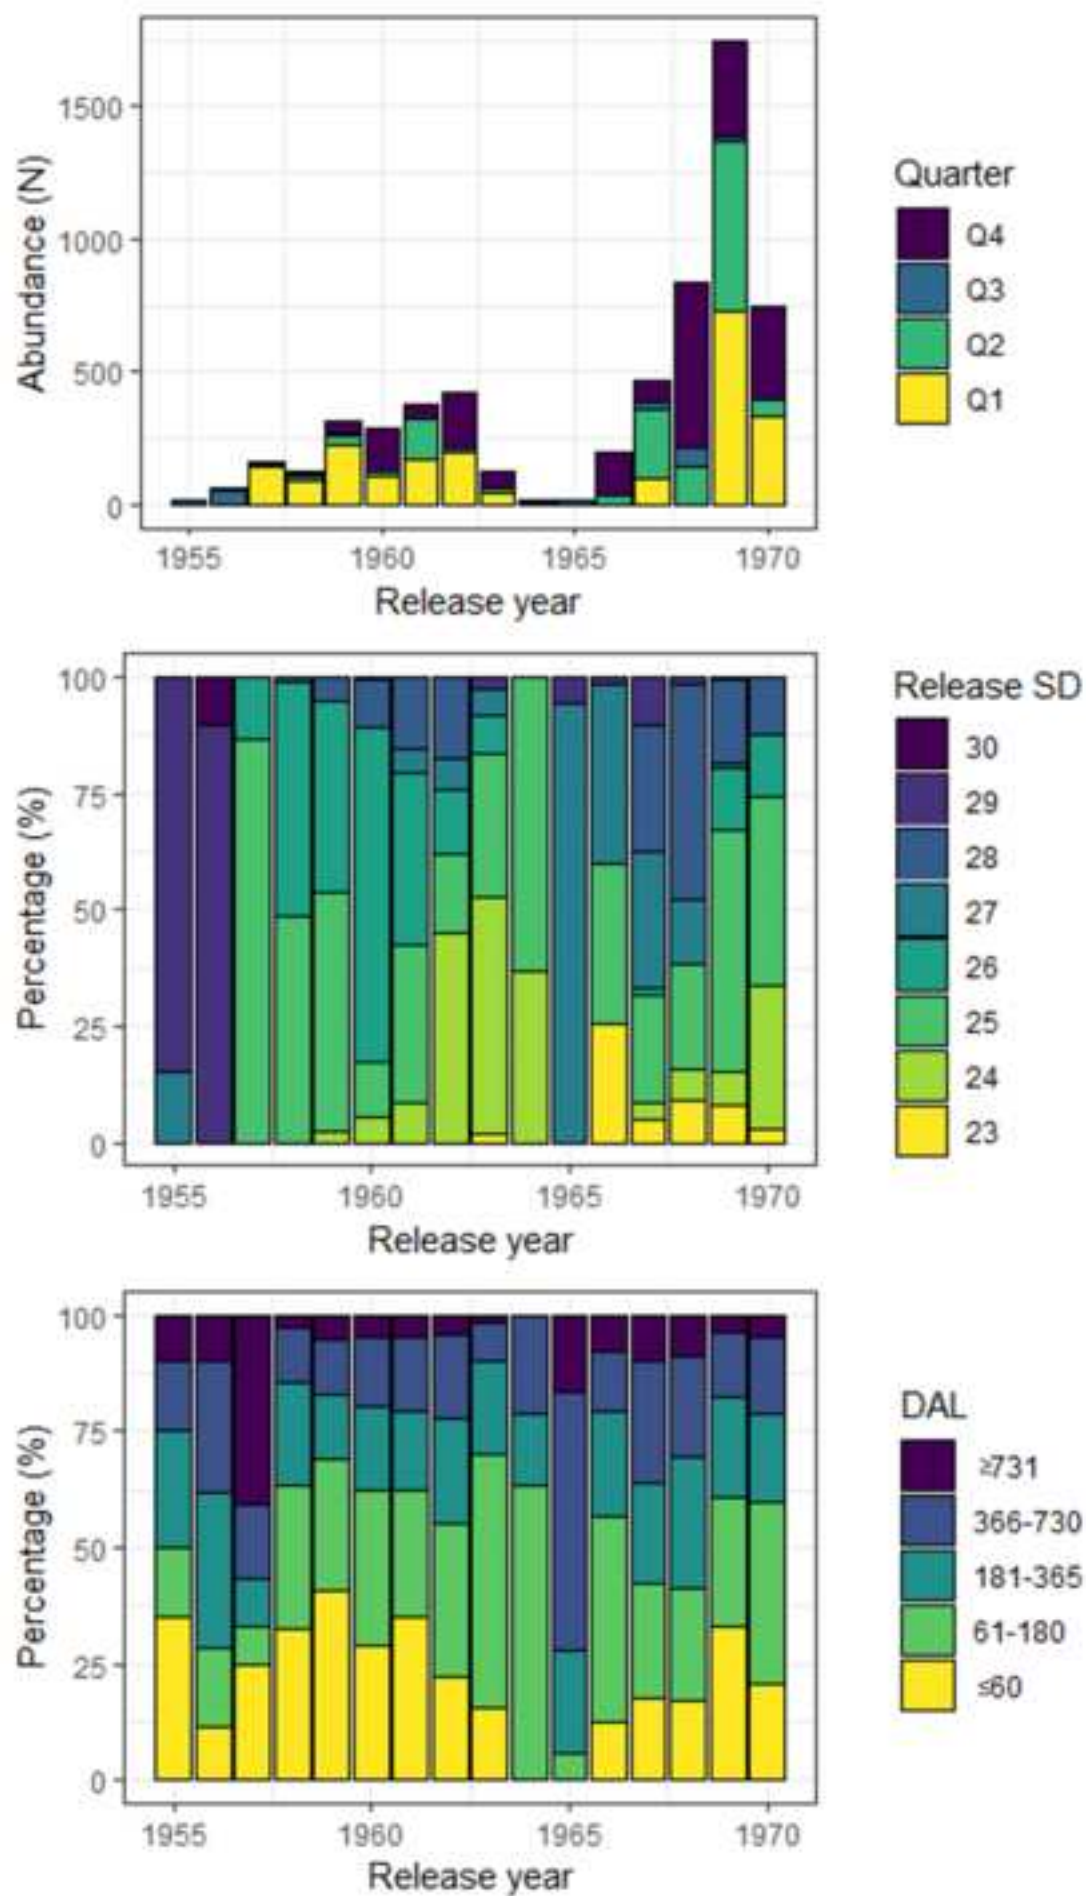 Abundance (N)
1500
1000
500
0
1955 1960 1965 1970
Release year
Quarter
Q4
Q3
Q2
Q1
Percentage (%)
100
75
50
25
0
1955 1960 1965 1970
Release year
Release SD
30
29
28
27
26
25
24
23
Percentage (%)
100
75
50
25
0
1955 1960 1965 1970
Release year
DAL
≥731
366-730
181-365
61-180
≤60